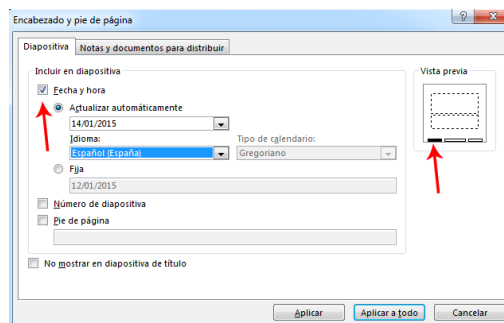 Encabezado y pie de página
Diapositiva Notas y documentos para distribuir
Incluir en diapositiva Vista previa
Fecha y hora
Actualizar automáticamente
14/01/2015
Idioma: Tipo de calendario:
Español (España) Gregoriano
Fija
12/01/2015
Número de diapositiva
Pie de página
No mostrar en diapositiva de título
Aplicar Aplicar a todo Cancelar